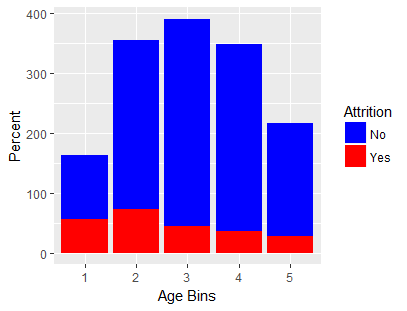 400
300
200
100
0
Percent
1 2 3 4 5
Age Bins
Attrition
No
Yes